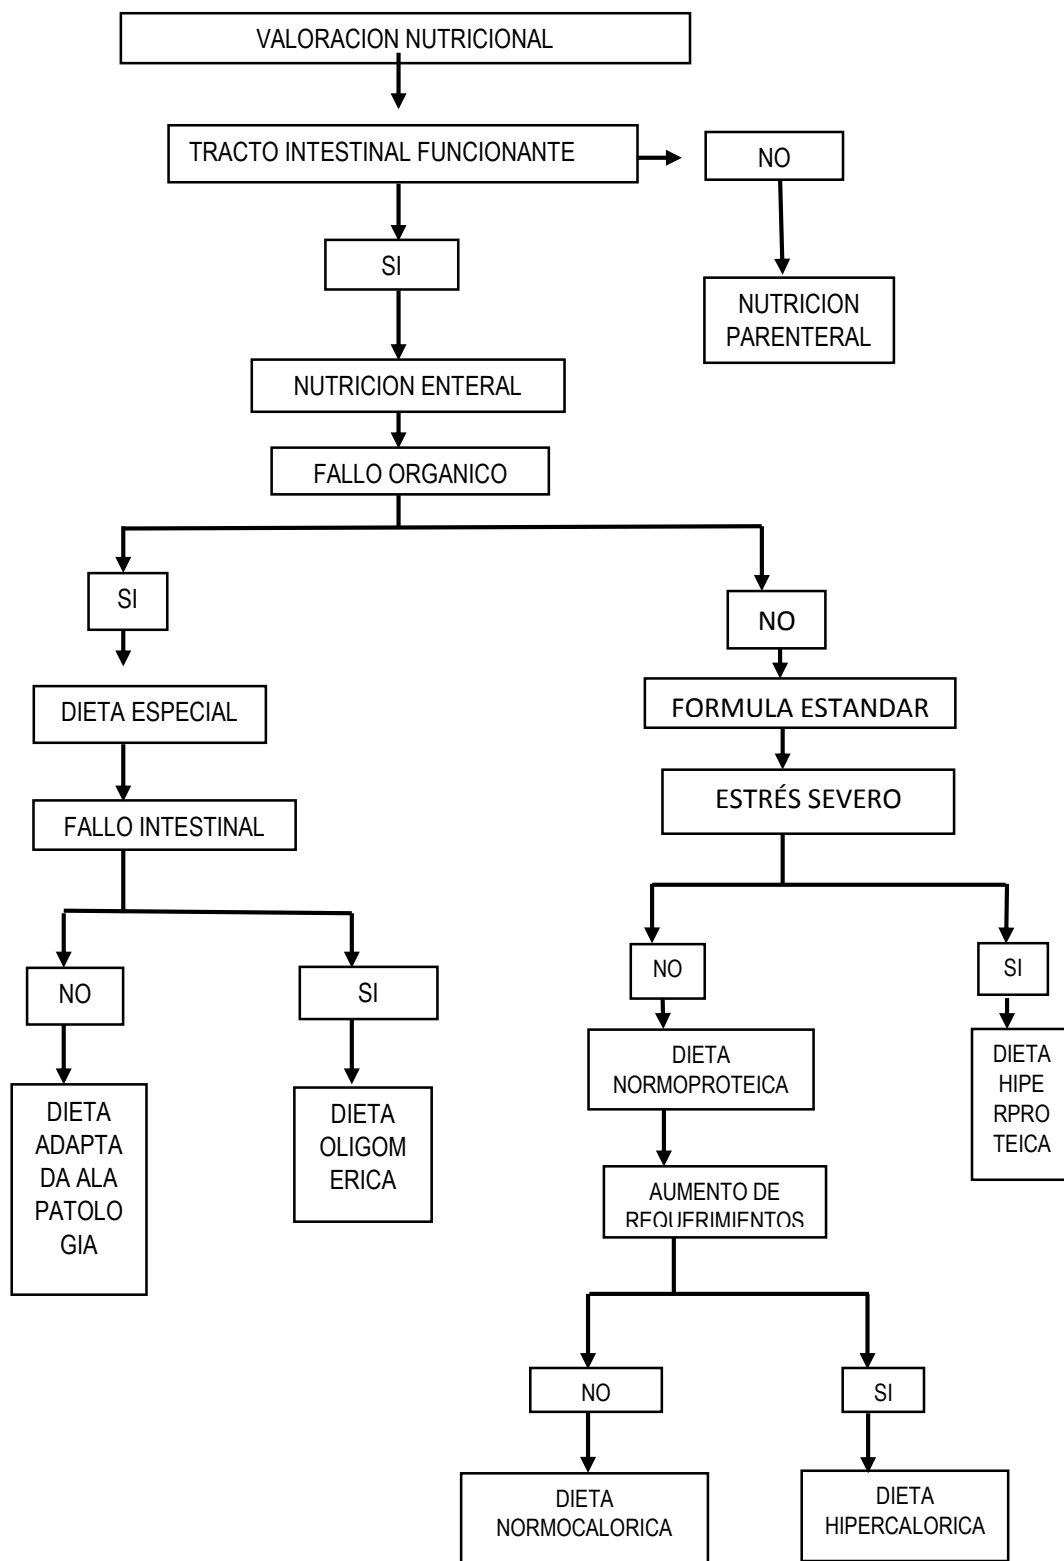 VALORACION NUTRICIONAL
TRACTO INTESTINAL FUNCIONANTE
NO
SI
NUTRICION
PARENTERAL
NUTRICION ENTERAL
FALLO ORGANICO
SI
NO
DIETA ESPECIAL
FORMULA ESTANDAR
FALLO INTESTINAL
ESTRÉS SEVERO
NO
SI
NO
SI
DIETA
ADAPTA
DA ALA
PATOLO
GIA
DIETA
OLIGOM
ERICA
DIETA
NORMOPROTEICA
DIETA
HIPE
RPRO
TEICA
AUMENTO DE
REQUERIMIENTOS
NO
SI
DIETA
NORMOCALORICA
DIETA
HIPERCALORICA